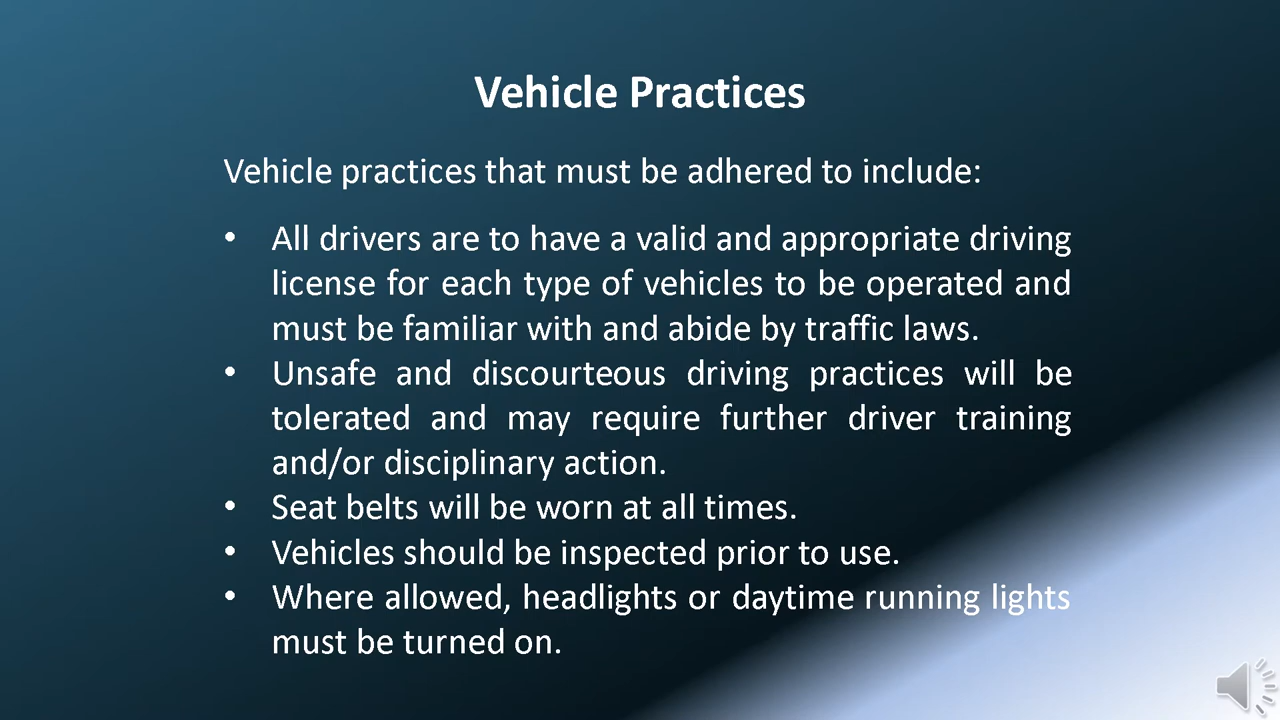 Vehicle Practices
Vehicle practices that must be adhered to include:
• All drivers are to have a valid and appropriate driving
license for each type of vehicles to be operated and
must be familiar with and abide by traffic laws.
• Unsafe and discourteous driving practices will be
tolerated and may require further driver training
and/or disciplinary action.
• Seat belts will be worn at all times.
• Vehicles should be inspected prior to use.
• Where allowed, headlights or daytime running lights
must be turned on.